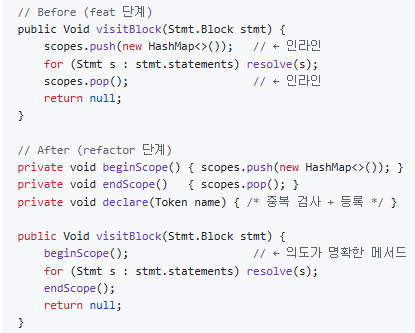 // Before (feat 단계)
public Void visitBlock(Stmt.Block stmt) {
    scopes.push(new HashMap<>());   // ← 인라인
    for (Stmt s : stmt.statements) resolve(s);
    scopes.pop();                   // ← 인라인
    return null;
}

// After (refactor 단계)
private void beginScope() { scopes.push(new HashMap<>()); }
private void endScope()   { scopes.pop(); }
private void declare(Token name) { /* 중복 검사 + 등록 */ }

public Void visitBlock(Stmt.Block stmt) {
    beginScope();                   // ← 의도가 명확한 메서드
    for (Stmt s : stmt.statements) resolve(s);
    endScope();
    return null;
}